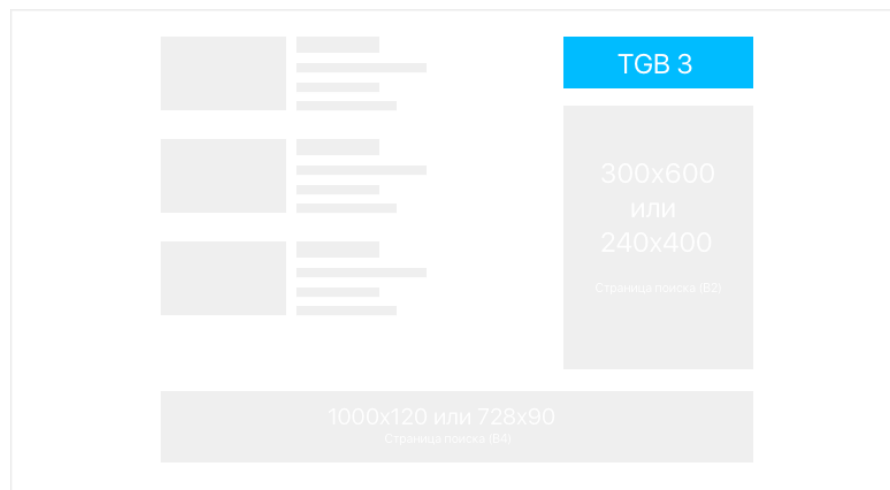 TGB 3
300x600
или
240x400
Страница поиска (B2)
1000x120 или 728x90
Страница поиска (B4)